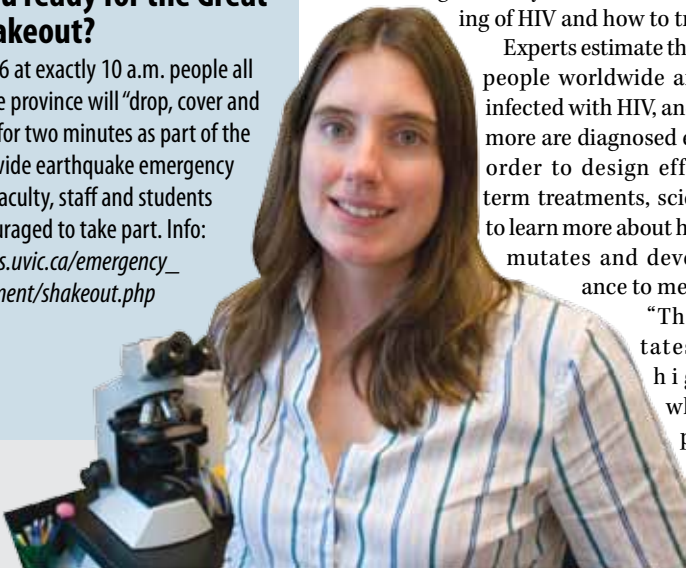 ready for the Great
akeout?
6 at exactly 10 a.m. people all
e province will “drop, cover and
for two minutes as part of the
wide earthquake emergency
aculty, staff and students
uraged to take part. Info:
s.uvic.ca/emergency_
ment/shakeout.php
ing of HIV and how to tr
Experts estimate th
people worldwide a
infected with HIV, an
more are diagnosed e
order to design eff
term treatments, scie
to learn more about h
mutates and deve
ance to me
“Th
tates
hig
wh
p